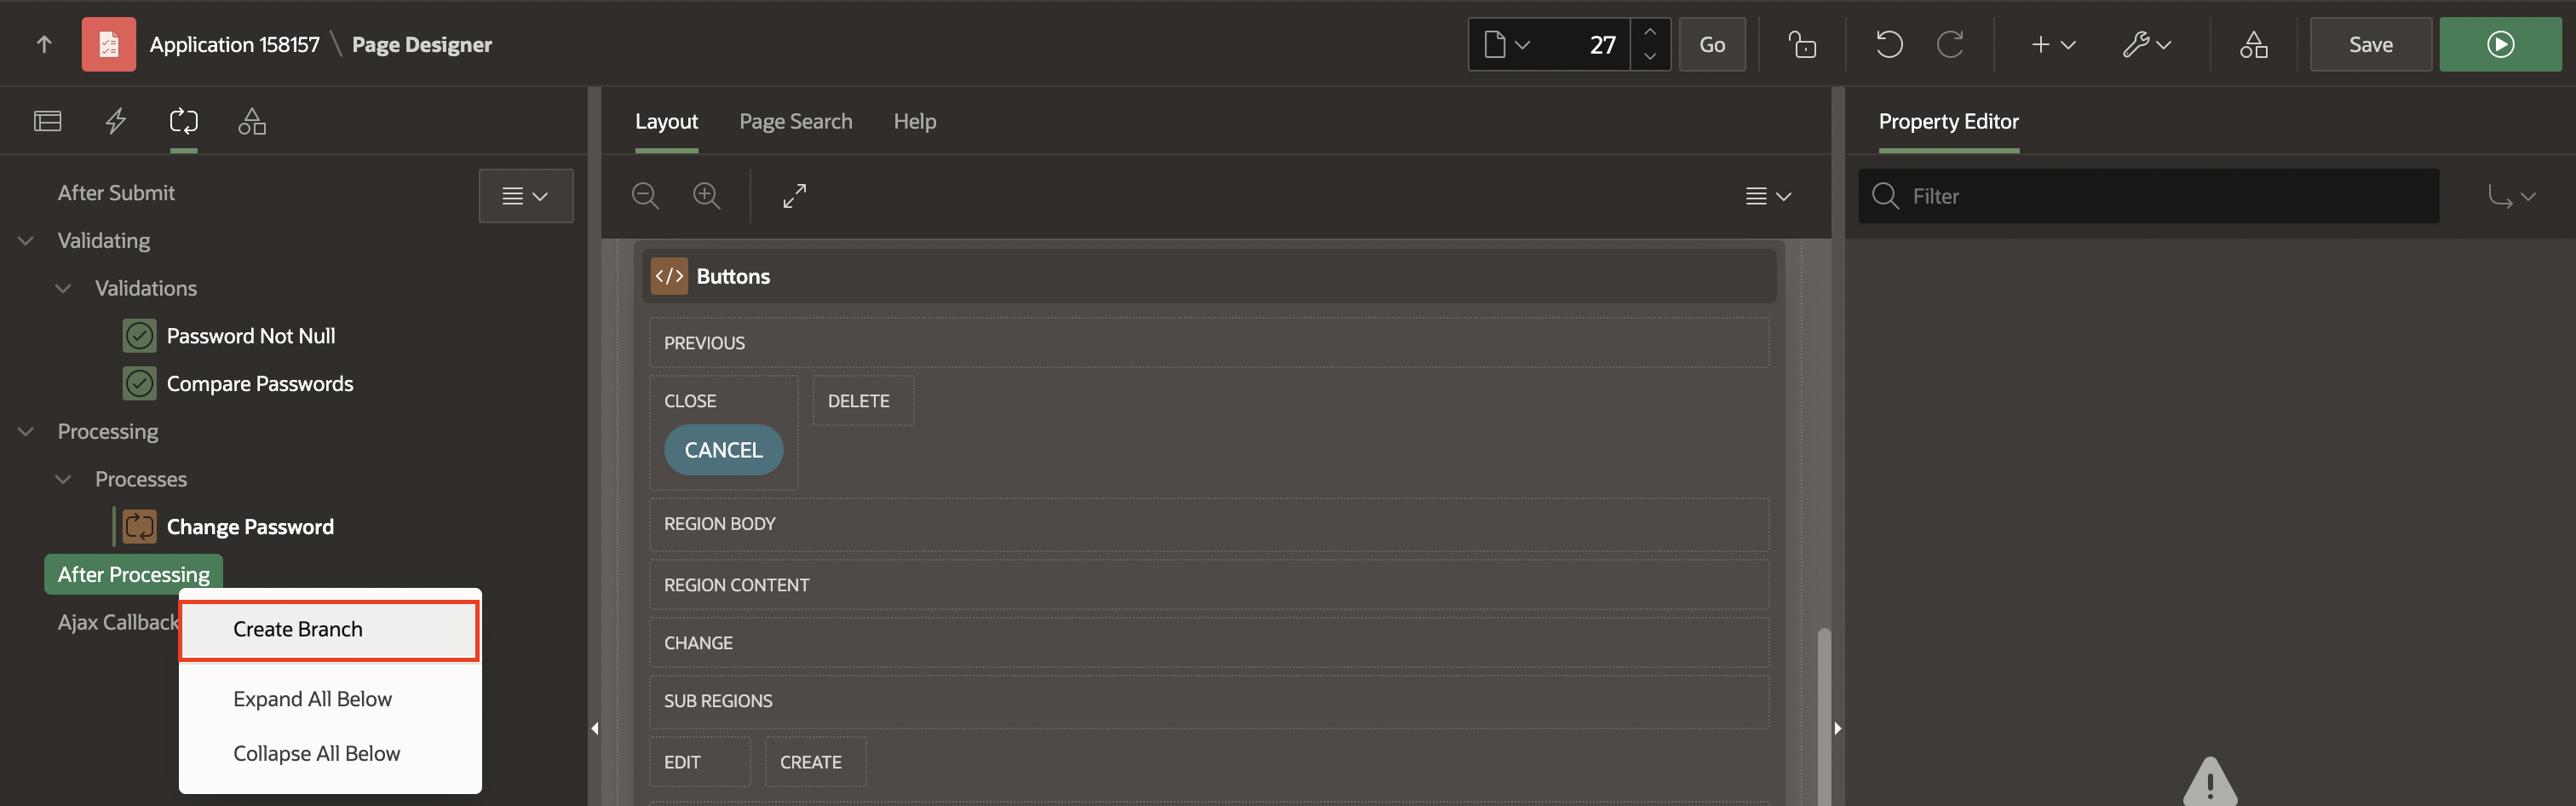 Application 158157 \ Page Designer
27
Go
Save
Layout
Page Search
Help
Property Editor
After Submit
Filter
Validating
Validations
Password Not Null
Compare Passwords
Processing
Processes
Change Password
After Processing
Ajax Callback
Create Branch
Expand All Below
Collapse All Below
</> Buttons
PREVIOUS
CLOSE
DELETE
CANCEL
REGION BODY
REGION CONTENT
CHANGE
SUB REGIONS
EDIT
CREATE